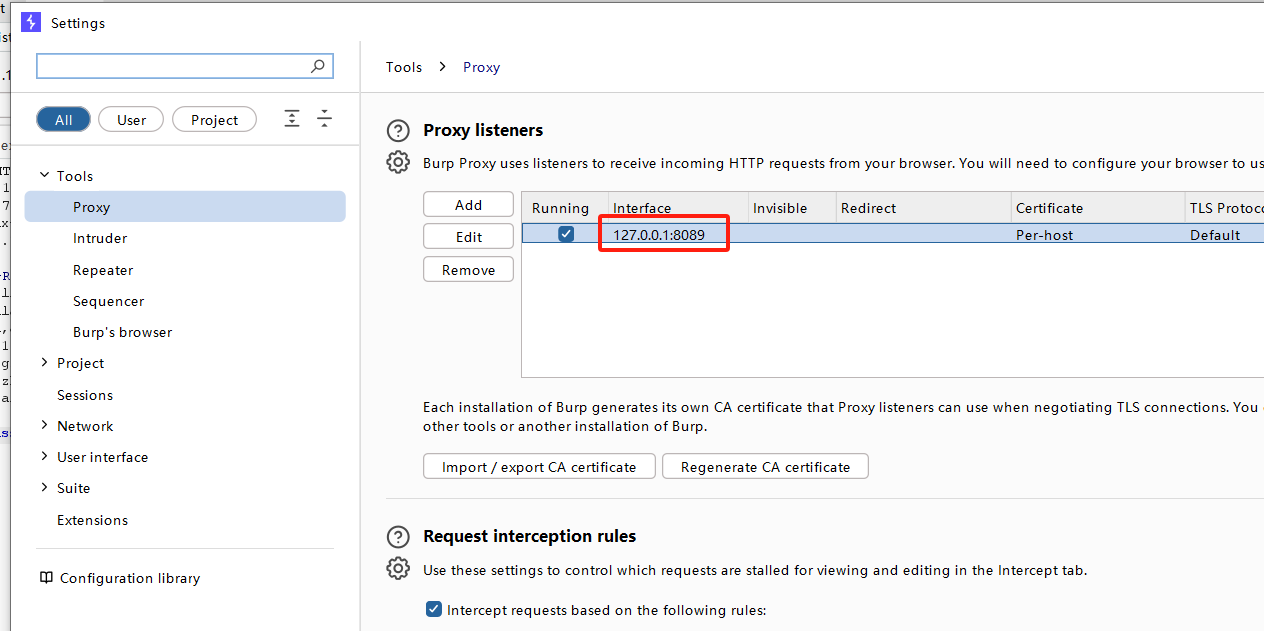 Settings
Tools > Proxy
All User Project
Tools
Proxy
Intruder
Repeater
Sequencer
Burp's browser
Project
Sessions
Network
User interface
Suite
Extensions
Configuration library
Proxy listeners
Burp Proxy uses listeners to receive incoming HTTP requests from your browser. You will need to configure your browser to us
Add
Edit
Remove
Running Interface Invisible Redirect Certificate TLS Protoc
127.0.0.1:8089 Per-host Default
Each installation of Burp generates its own CA certificate that Proxy listeners can use when negotiating TLS connections. You
other tools or another installation of Burp.
Import / export CA certificate Regenerate CA certificate
Request interception rules
Use these settings to control which requests are stalled for viewing and editing in the Intercept tab.
Intercept requests based on the following rules: